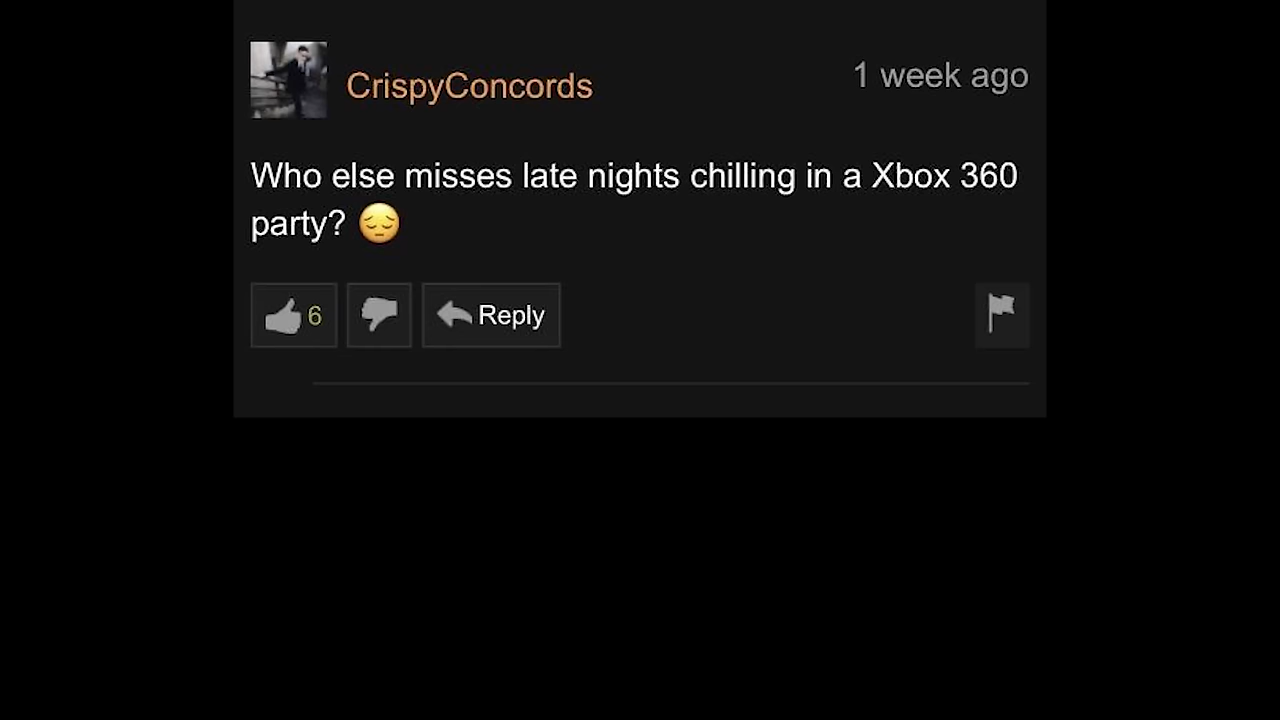 CrispyConcords
1 week ago
Who else misses late nights chilling in a Xbox 360
party? 😔
6
Reply